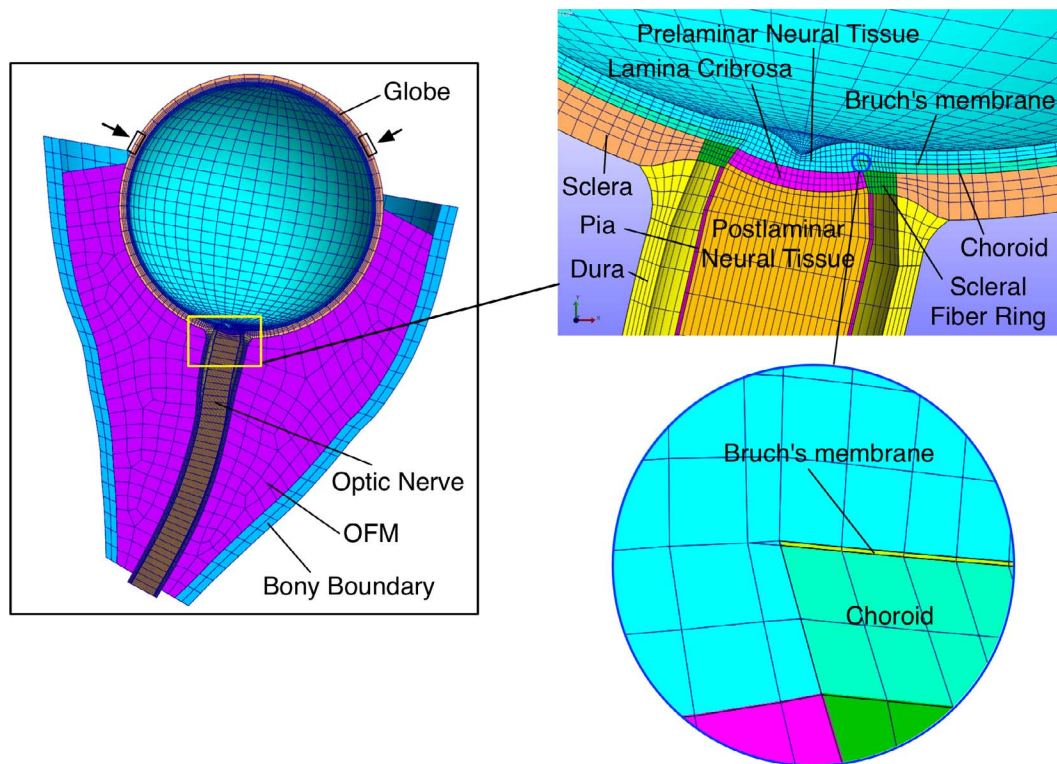 Globe
Optic Nerve
OFM
Bony Boundary
Prelaminar Neural Tissue
Lamina Cribrosa
Bruch's membrane
Sclera
Pia
Dura
Postlaminar
Neural Tissue
Choroid
Scleral
Fiber Ring
Bruch's membrane
Choroid